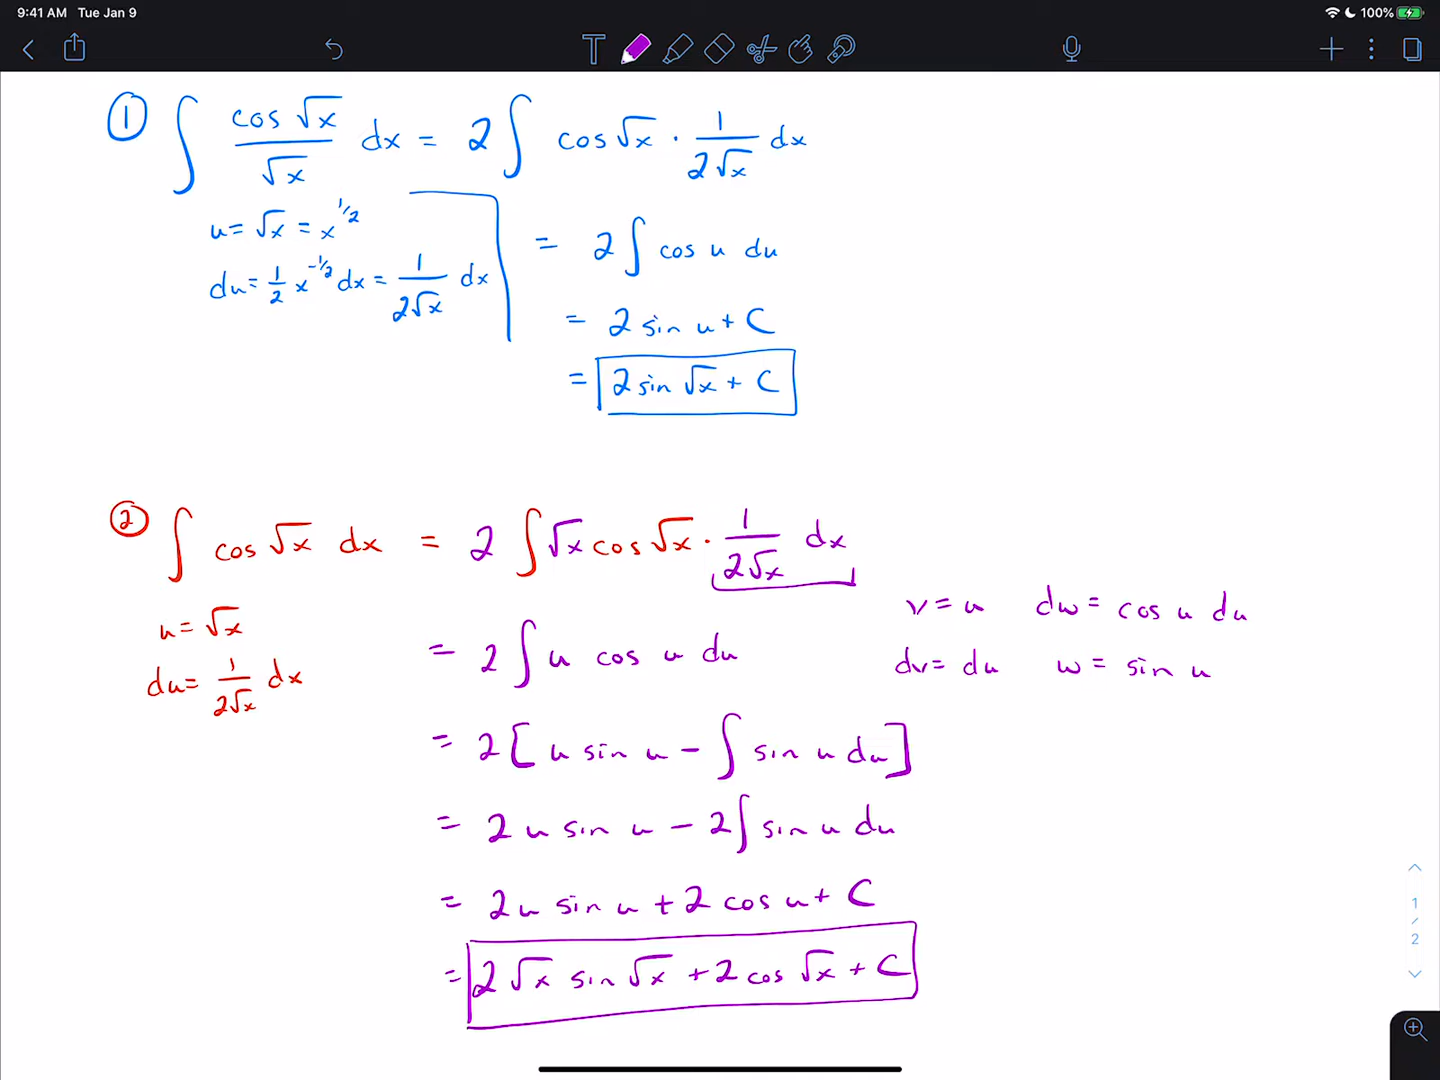 9:41 AM Tue Jan 9 100%
① ∫ cos √x / √x dx = 2 ∫ cos √x · 1/(2√x) dx
u = √x = x^(1/2)
du = 1/2 x^(-1/2) dx = 1/(2√x) dx
= 2 ∫ cos u du
= 2 sin u + C
= 2 sin √x + C
② ∫ cos √x dx = 2 ∫ √x cos √x · 1/(2√x) dx
u = √x
du = 1/(2√x) dx
v = u dw = cos u du
dv = du w = sin u
= 2 ∫ u cos u du
= 2 [ u sin u − ∫ sin u du ]
= 2 u sin u − 2 ∫ sin u du
= 2 u sin u + 2 cos u + C
= 2 √x sin √x + 2 cos √x + C
1
/
2